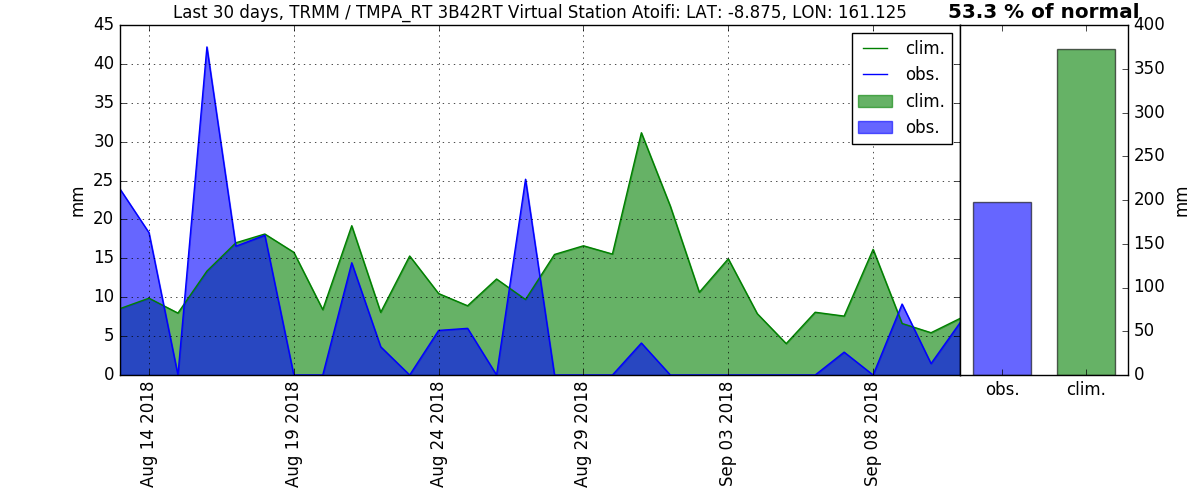 Last 30 days, TRMM / TMPA_RT 3B42RT Virtual Station Atoifi: LAT: -8.875, LON: 161.125
53.3 % of normal
45
40
35
30
25
20
15
10
5
0
mm
clim.
obs.
clim.
obs.
Aug 14 2018
Aug 19 2018
Aug 24 2018
Aug 29 2018
Sep 03 2018
Sep 08 2018
400
350
300
250
200
150
100
50
0
mm
obs.
clim.